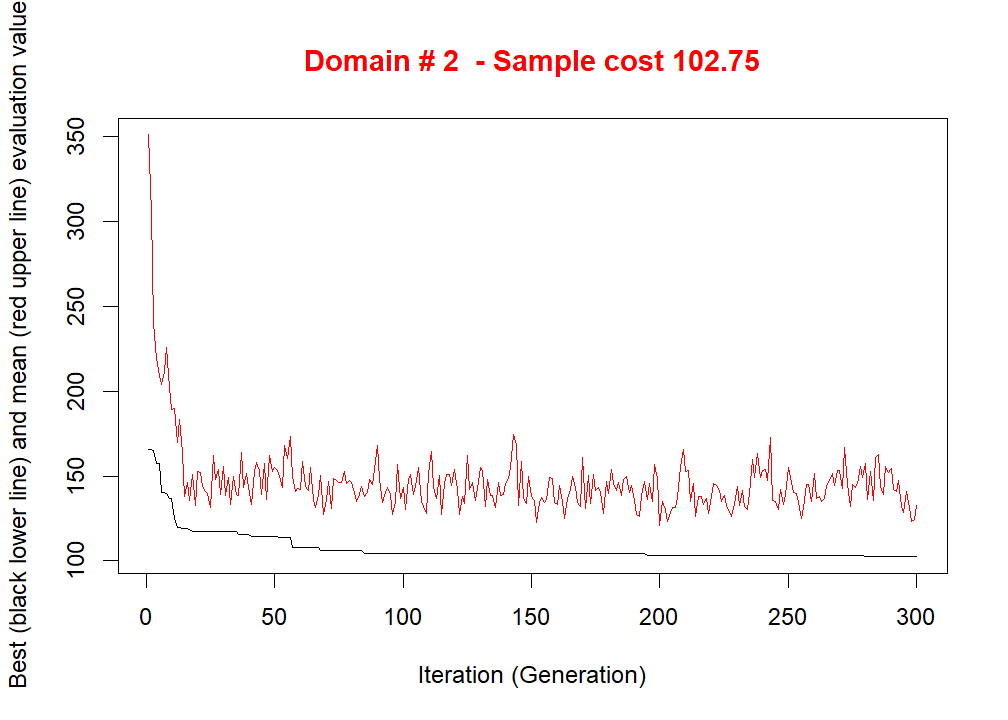 Domain # 2 - Sample cost 102.75
Best (black lower line) and mean (red upper line) evaluation value
350
300
250
200
150
100
0 50 100 150 200 250 300
Iteration (Generation)